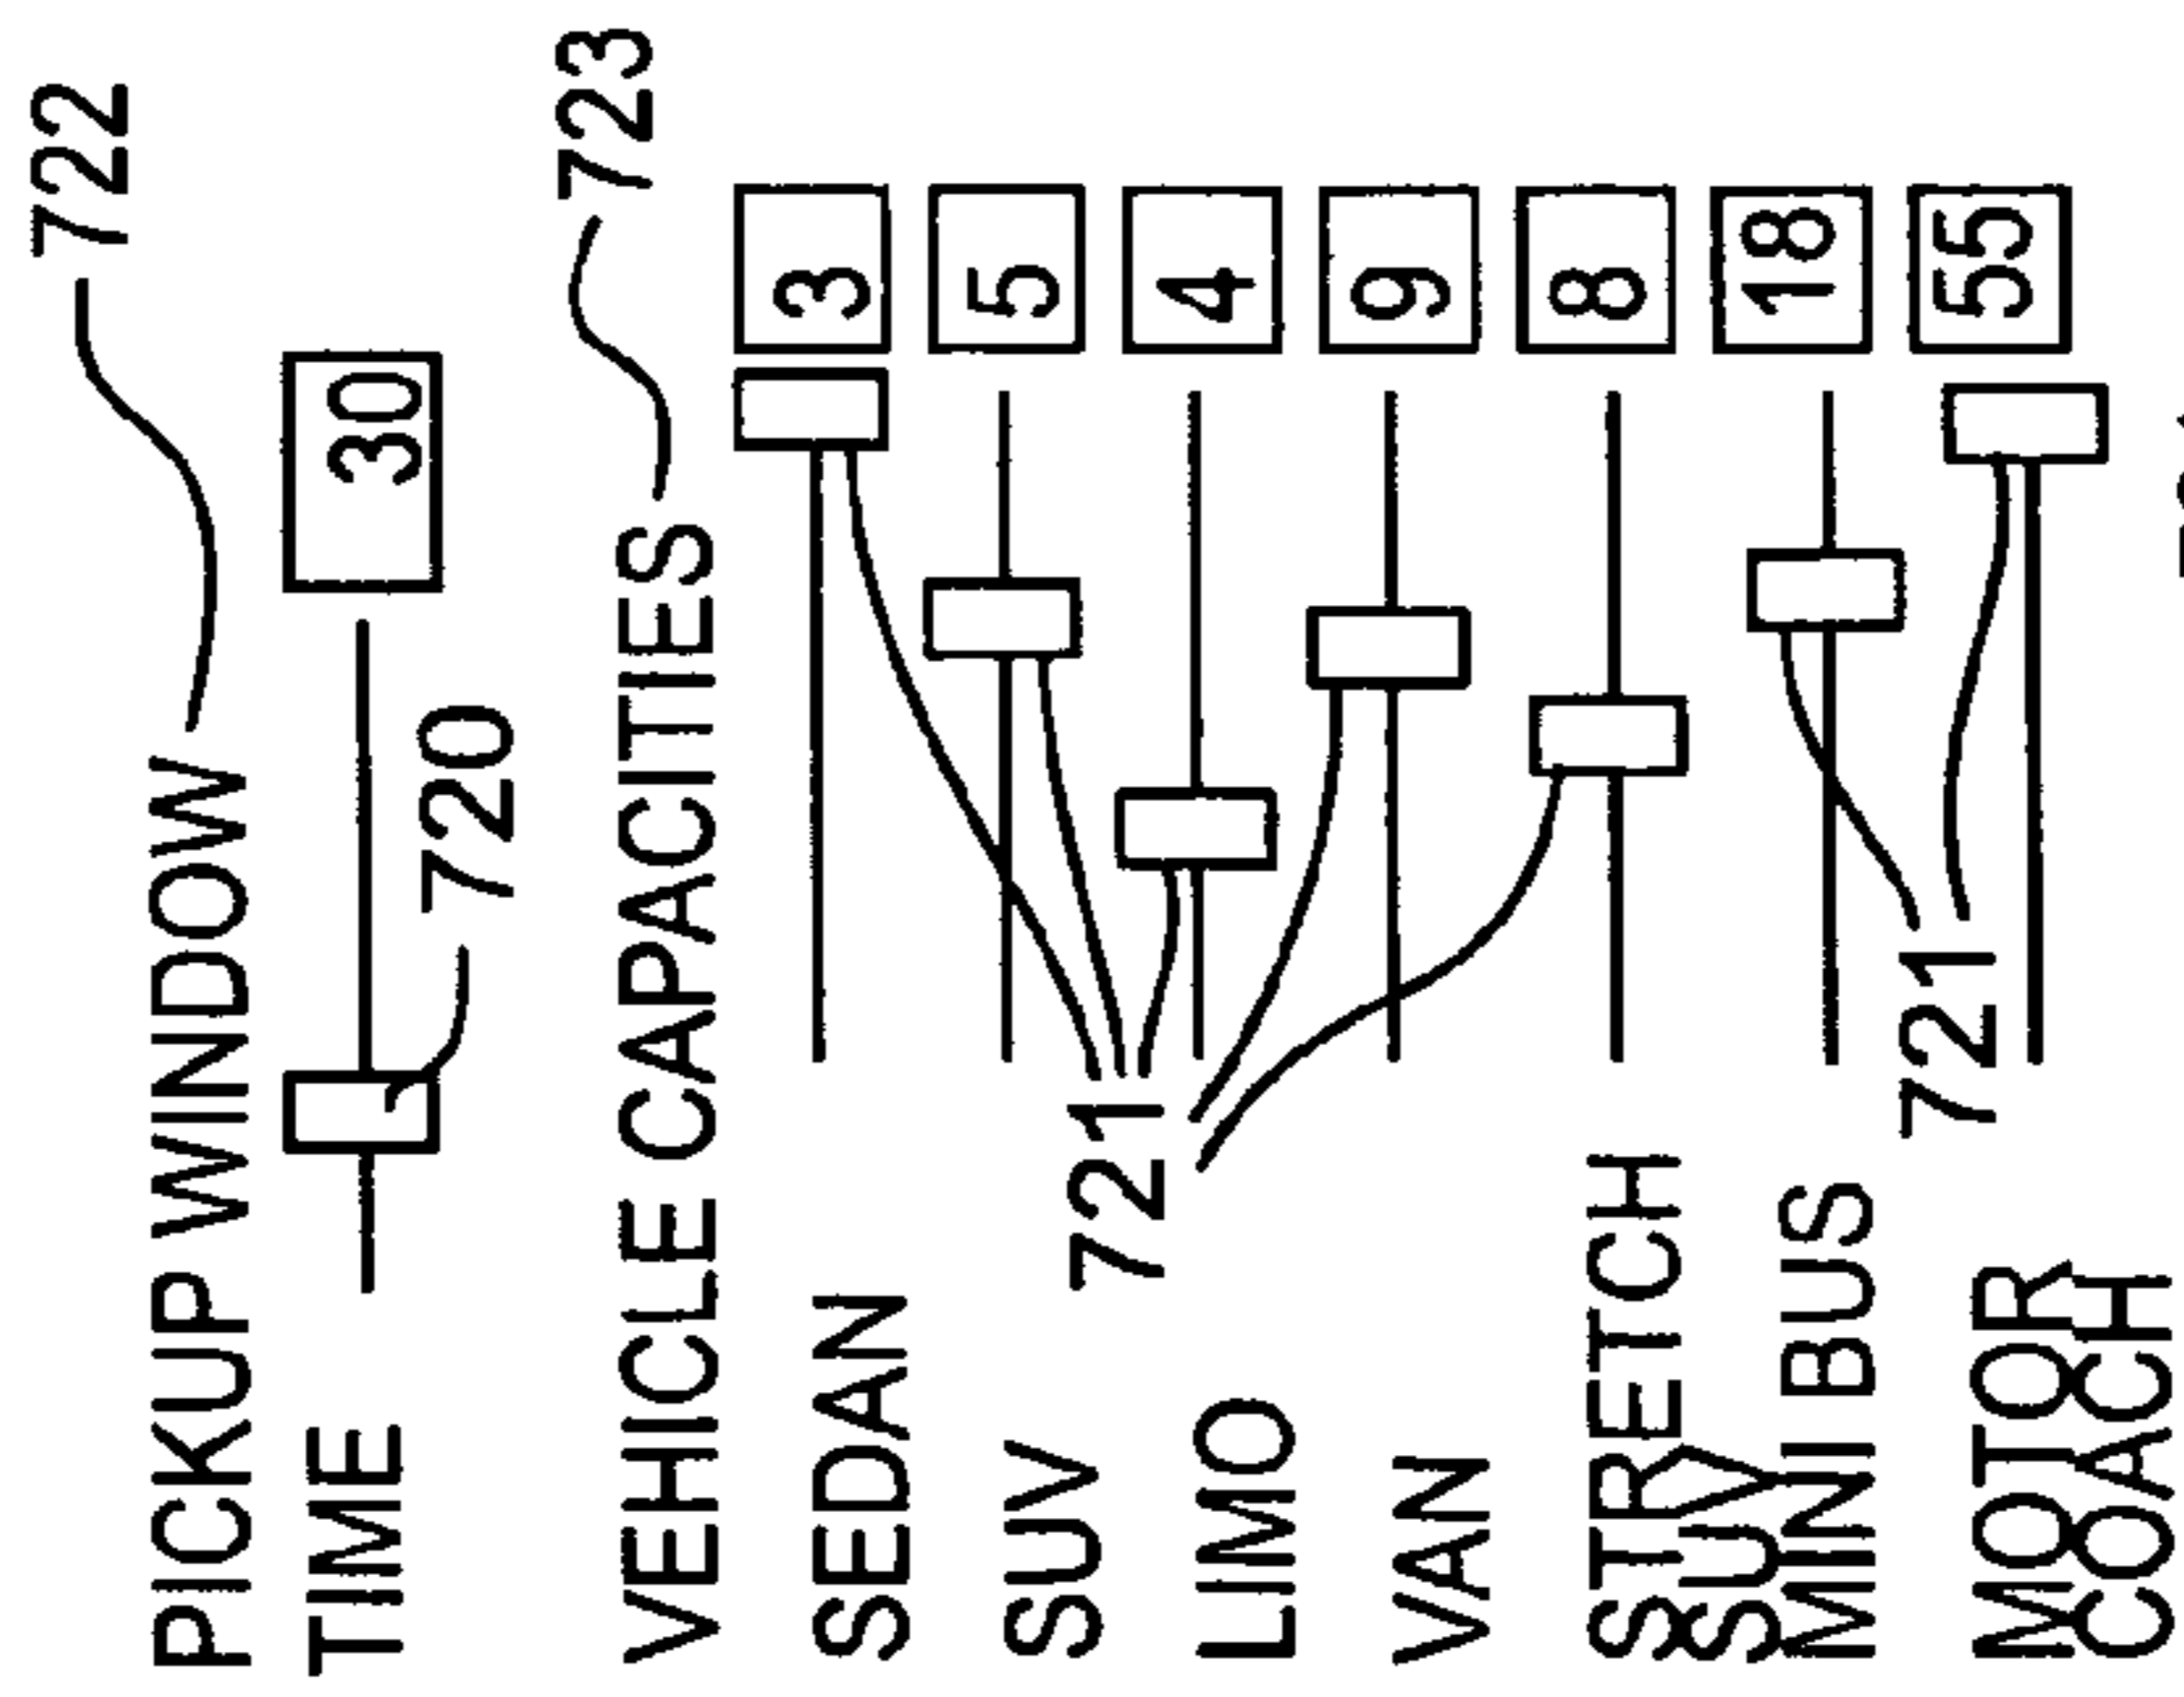 722
PICKUP WINDOW
TIME 30
720
723
VEHICLE CAPACITIES
SEDAN 3
SUV 5
721
LIMO 4
VAN 9
STRETCH
SUV 8
MINI BUS 18
721
MOTOR
COACH 55